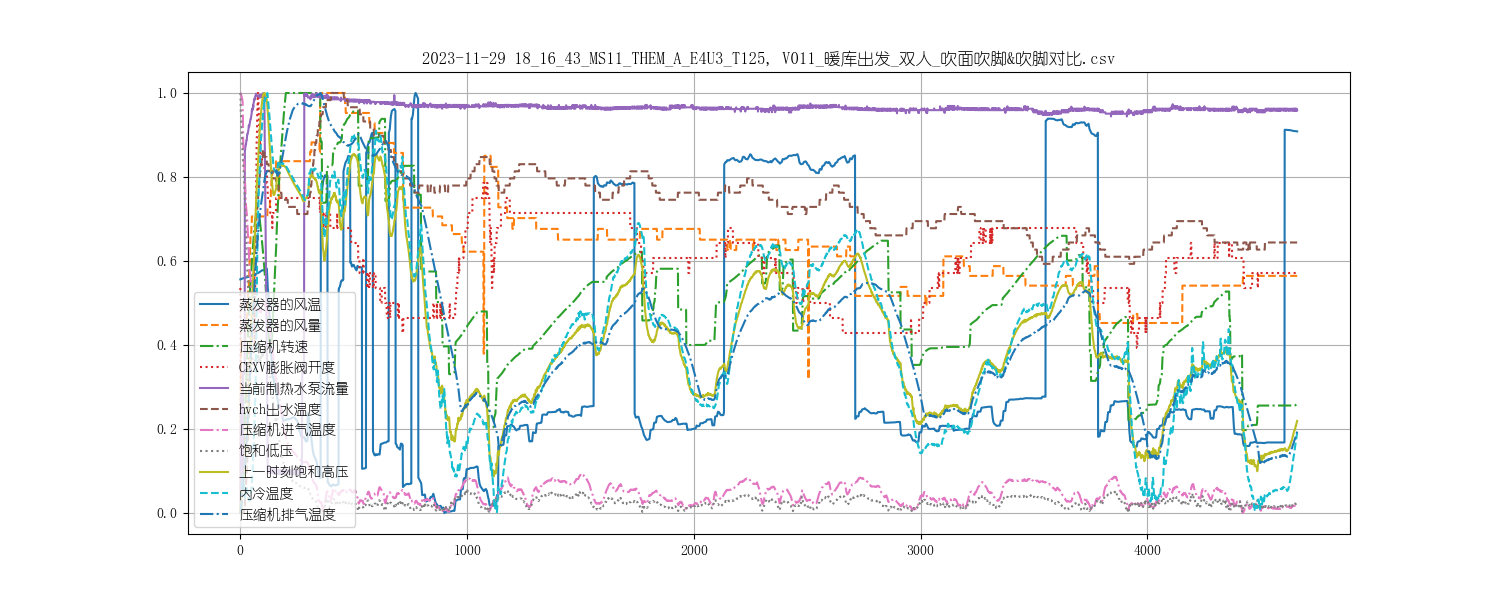 2023-11-29 18_16_43_MS11_THEM_A_E4U3_T125, V011_暖库出发_双人_吹面吹脚&吹脚对比.csv
1.0
0.8
0.6
0.4
0.2
0.0
蒸发器的风温
蒸发器的风量
压缩机转速
CEXV膨胀阀开度
当前制热水泵流量
hvch出水温度
压缩机进气温度
饱和低压
上一时刻饱和高压
内冷温度
压缩机排气温度
0 1000 2000 3000 4000